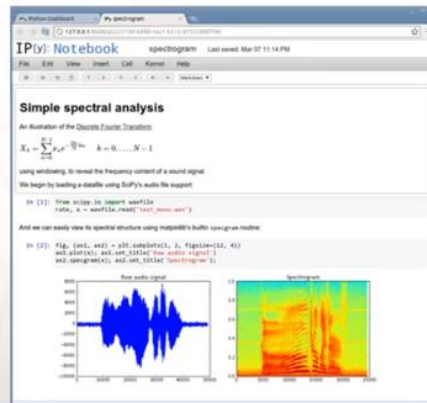 IPython Dashboard
IPy spectrogram
127.0.0.1
IP[y]: Notebook spectrogram Last saved: Mar 07 11:14 PM
File Edit View Insert Cell Kernel Help
Markdown
Simple spectral analysis
An illustration of the Discrete Fourier Transform
using windowing, to reveal the frequency content of a sound signal.
We begin by loading a datafile using SciPy's audio file support:
In [1]: from scipy.io import wavfile
rate, x = wavfile.read('test_mono.wav')
And we can easily view its spectral structure using matplotlib's builtin specgram routine:
In [2]: fig, (ax1, ax2) = plt.subplots(1, 2, figsize=(12, 4))
ax1.plot(x); ax1.set_title('Raw audio signal')
ax2.specgram(x); ax2.set_title('Spectrogram');
Raw audio signal
Spectrogram